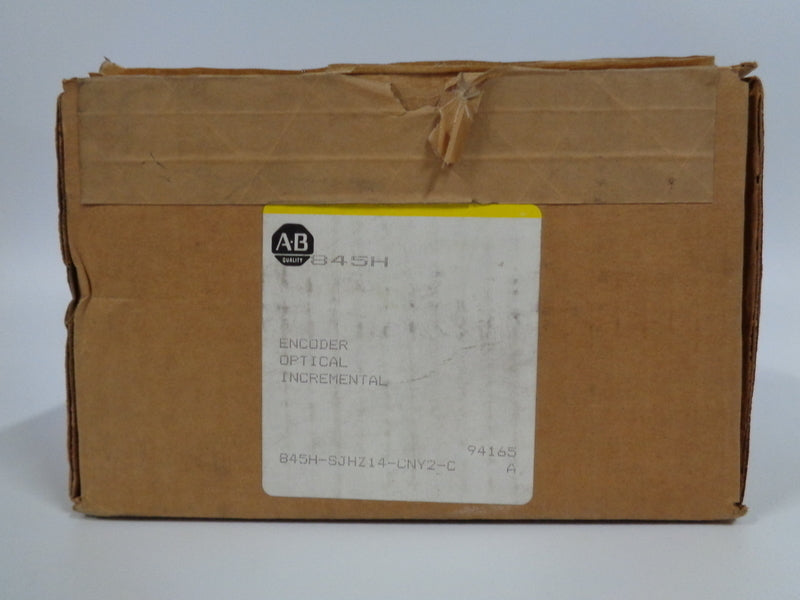 A-B
QUALITY
845H
ENCODER
OPTICAL
INCREMENTAL
94165
845H-SJHZ14-CNY2-C
A